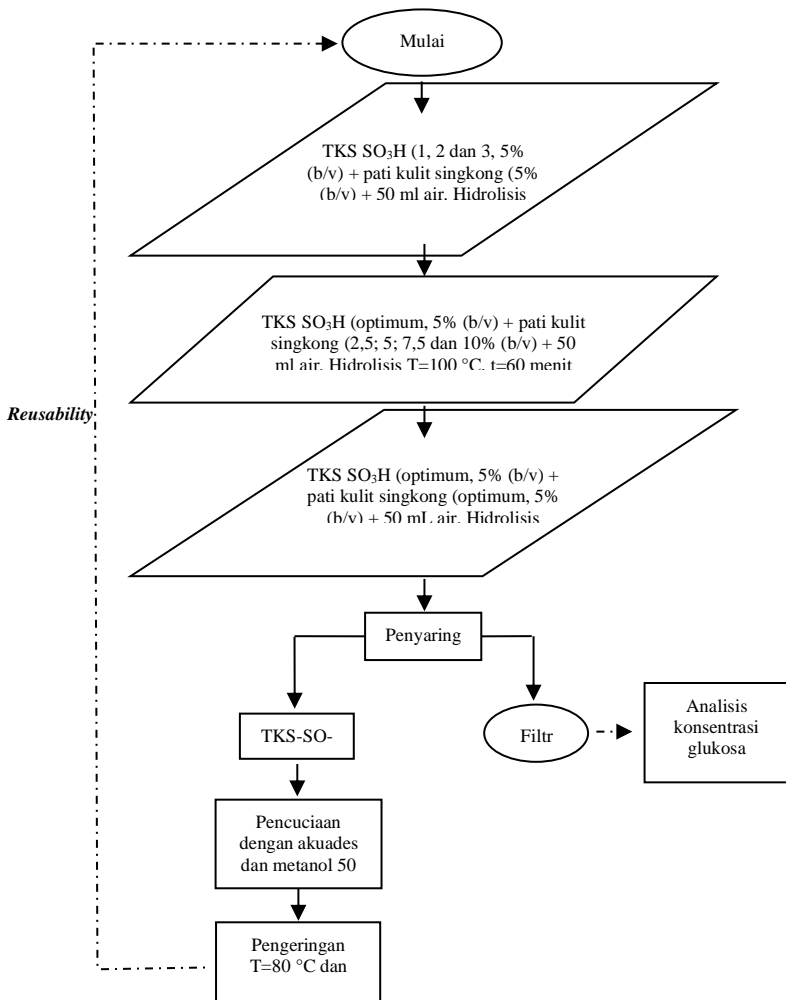 Mulai
TKS SO₃H (1, 2 dan 3, 5%
(b/v) + pati kulit singkong (5%
(b/v) + 50 ml air. Hidrolisis
TKS SO₃H (optimum, 5% (b/v) + pati kulit
singkong (2,5; 5; 7,5 dan 10% (b/v) + 50
ml air. Hidrolisis T=100 °C, t=60 menit
Reusability
TKS SO₃H (optimum, 5% (b/v) +
pati kulit singkong (optimum, 5%
(b/v) + 50 mL air. Hidrolisis
Penyaring
TKS-SO-
Filtr
Analisis
konsentrasi
glukosa
Pencuciaan
dengan akuades
dan metanol 50
Pengeringan
T=80 °C dan